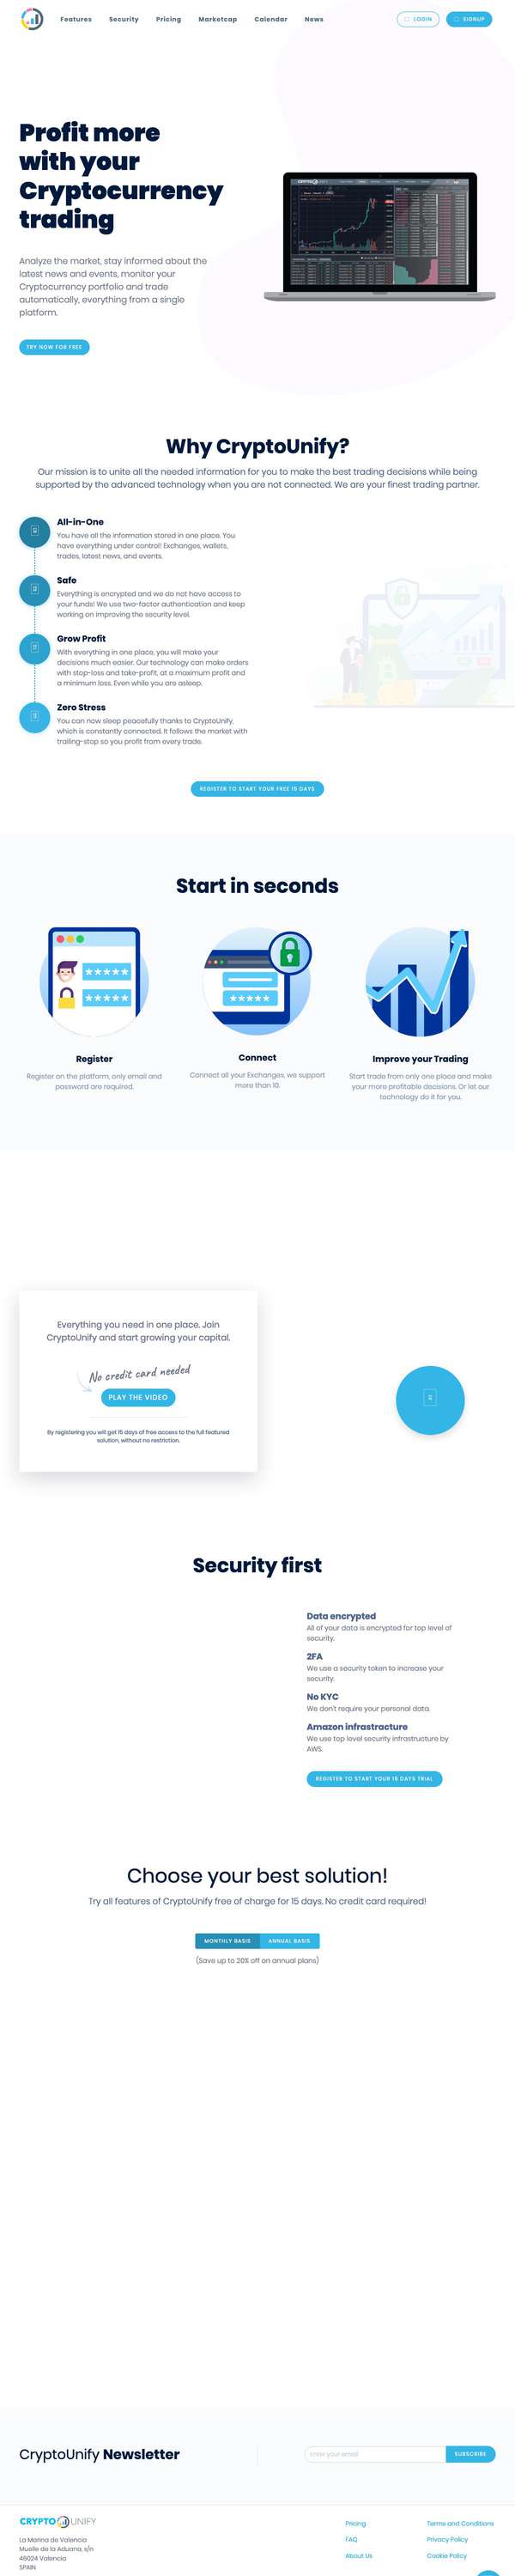 Features Security Pricing Marketcap Calendar News LOGIN SIGNUP
Profit more
with your
Cryptocurrency
trading
Analyze the market, stay informed about the
latest news and events, monitor your
Cryptocurrency portfolio and trade
automatically, everything from a single
platform.
TRY NOW FOR FREE
Why CryptoUnify?
Our mission is to unite all the needed information for you to make the best trading decisions while being
supported by the advanced technology when you are not connected. We are your finest trading partner.
All-in-One
You have all the information stored in one place. You
have everything under control! Exchanges, wallets,
trades, latest news, and events.
Safe
Everything is encrypted and we do not have access to
your funds! We use two-factor authentication and keep
working on improving the security level.
Grow Profit
With everything in one place, you will make your
decisions much easier. Our technology can make orders
with stop-loss and take-profit, at a maximum profit and
a minimum loss. Even while you are asleep.
Zero Stress
You can now sleep peacefully thanks to CryptoUnify,
which is constantly connected. It follows the market with
trailing-stop so you profit from every trade.
REGISTER TO START YOUR FREE 15 DAYS
Start in seconds
Register
Register on the platform, only email and
password are required.
Connect
Connect all your Exchanges, we support
more than 10.
Improve your Trading
Start trade from only one place and make
your more profitable decisions. Or let our
technology do it for you.
Everything you need in one place. Join
CryptoUnify and start growing your capital.
No credit card needed
PLAY THE VIDEO
By registering you will get 15 days of free access to the full featured
solution, without no restriction.
Security first
Data encrypted
All of your data is encrypted for top level of
security.
2FA
We use a security token to increase your
security.
No KYC
We don't require your personal data.
Amazon infrastracture
We use top level security infrastructure by
AWS.
REGISTER TO START YOUR 15 DAYS TRIAL
Choose your best solution!
Try all features of CryptoUnify free of charge for 15 days. No credit card required!
MONTHLY BASIS ANNUAL BASIS
(Save up to 20% off on annual plans)
CryptoUnify Newsletter
Enter your email
SUBSCRIBE
CRYPTO UNIFY
La Marina de Valencia
Muelle de la Aduana, s/n
46024 Valencia
SPAIN
Pricing
FAQ
About Us
Terms and Conditions
Privacy Policy
Cookie Policy